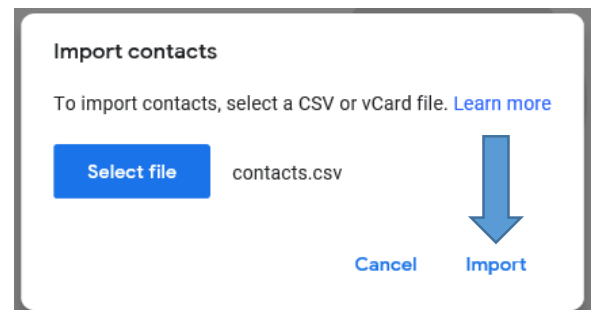 Import contacts
To import contacts, select a CSV or vCard file. Learn more
Select file contacts.csv
Cancel Import